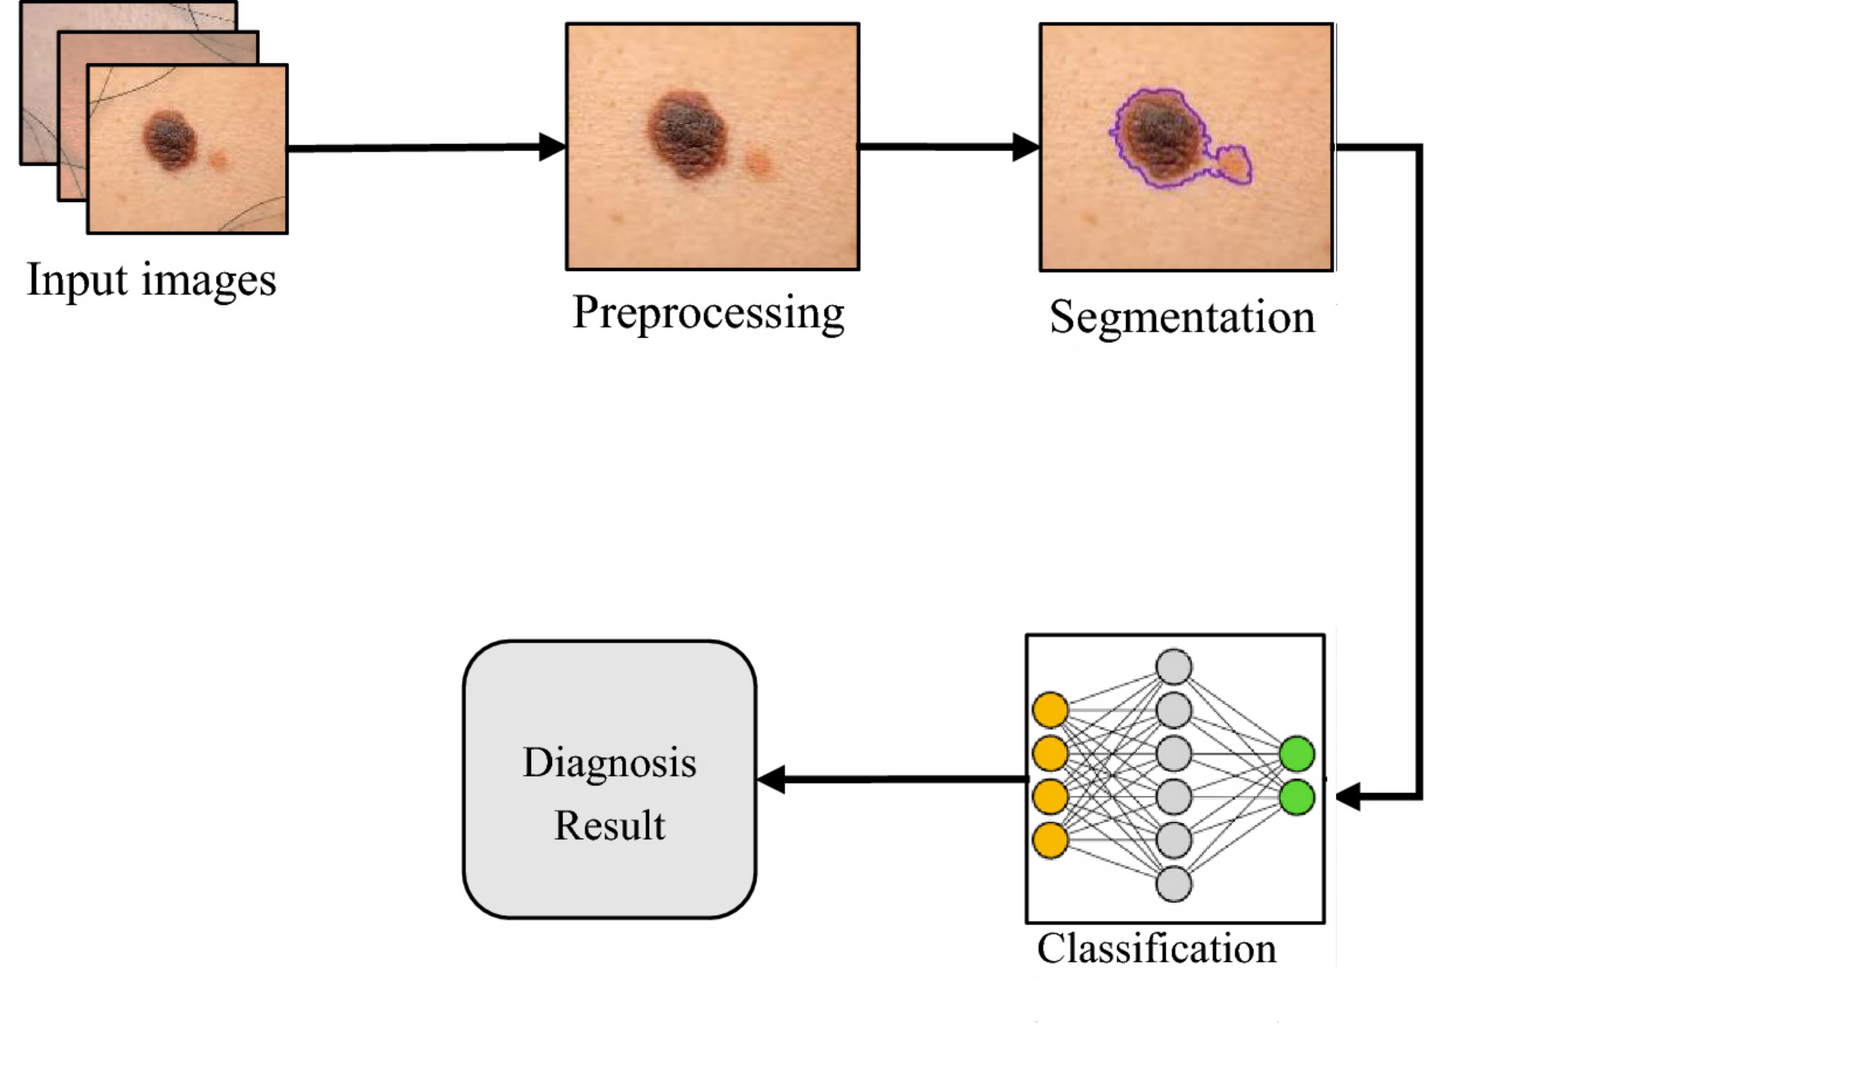 Input images
Preprocessing
Segmentation
Diagnosis
Result
Classification